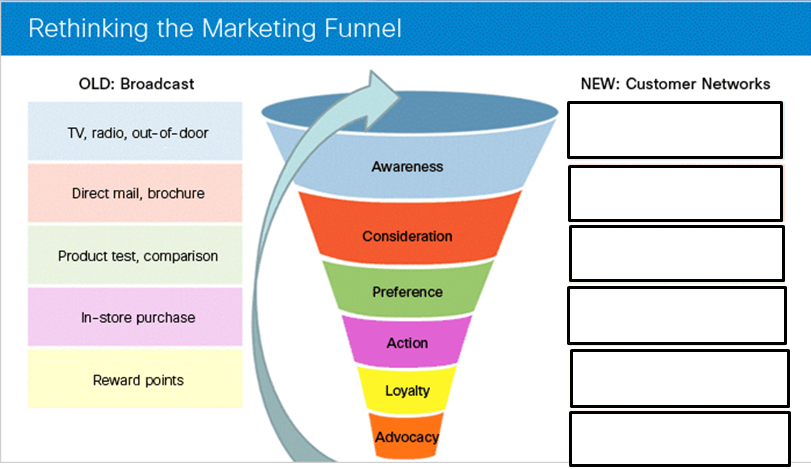 Rethinking the Marketing Funnel
OLD: Broadcast
TV, radio, out-of-door
Direct mail, brochure
Product test, comparison
In-store purchase
Reward points
Awareness
Consideration
Preference
Action
Loyalty
Advocacy
NEW: Customer Networks